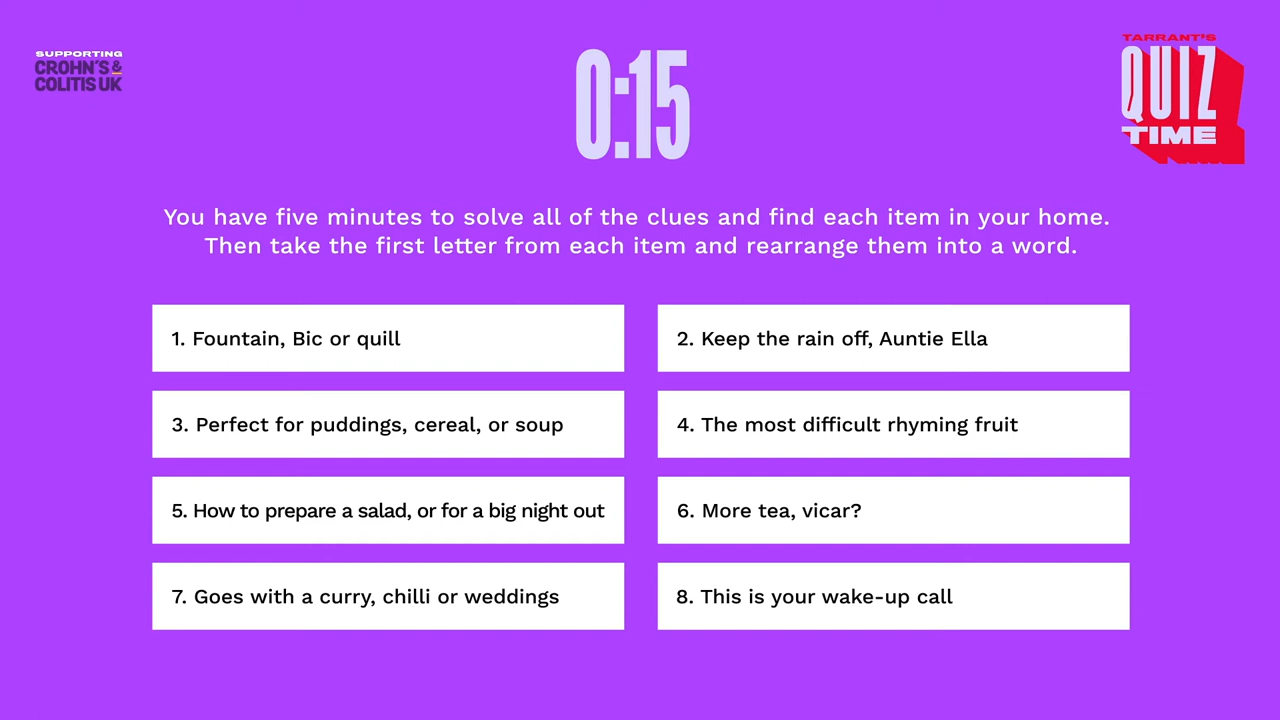 SUPPORTING
CROHN'S &
COLITIS UK
0:15
TARRANT'S
QUIZ
TIME
You have five minutes to solve all of the clues and find each item in your home.
Then take the first letter from each item and rearrange them into a word.
1. Fountain, Bic or quill
2. Keep the rain off, Auntie Ella
3. Perfect for puddings, cereal, or soup
4. The most difficult rhyming fruit
5. How to prepare a salad, or for a big night out
6. More tea, vicar?
7. Goes with a curry, chilli or weddings
8. This is your wake-up call